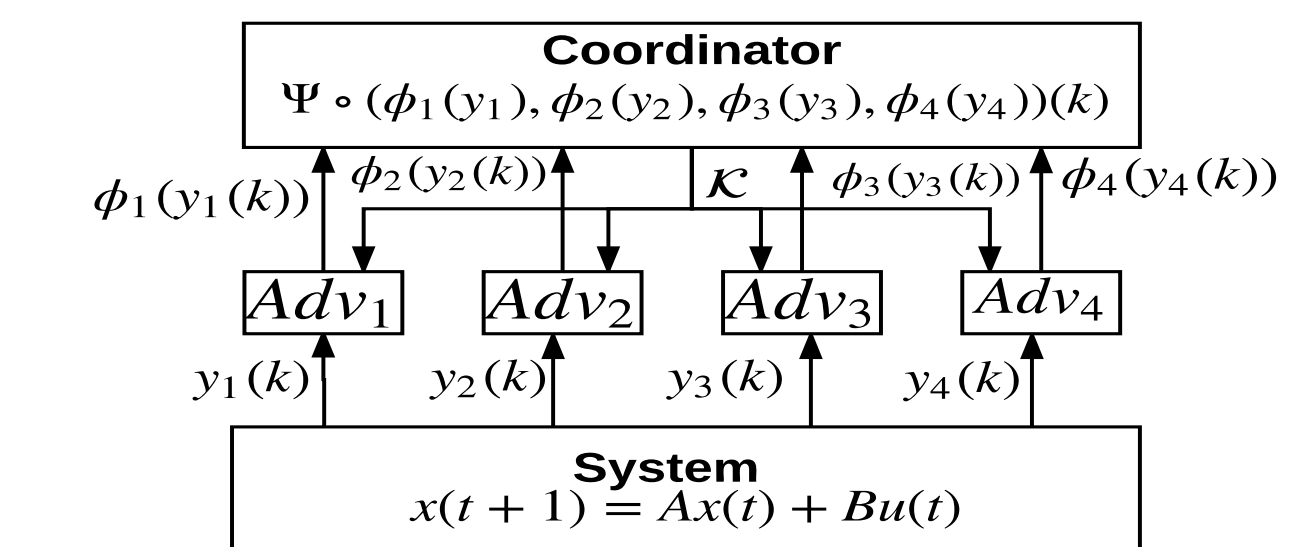 Coordinator
Ψ ∘ (ϕ₁(y₁), ϕ₂(y₂), ϕ₃(y₃), ϕ₄(y₄))(k)
ϕ₁(y₁(k)) ϕ₂(y₂(k)) 𝒦 ϕ₃(y₃(k)) ϕ₄(y₄(k))
Adv₁ Adv₂ Adv₃ Adv₄
y₁(k) y₂(k) y₃(k) y₄(k)
System
x(t + 1) = Ax(t) + Bu(t)